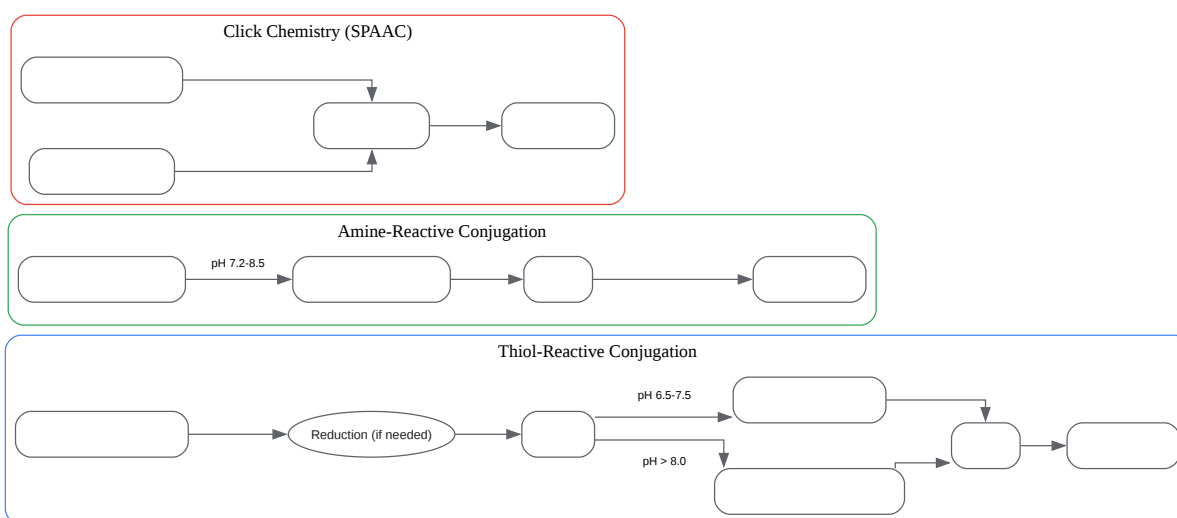 Click Chemistry (SPAAC)
Amine-Reactive Conjugation
pH 7.2-8.5
Thiol-Reactive Conjugation
pH 6.5-7.5
Reduction (if needed)
pH > 8.0